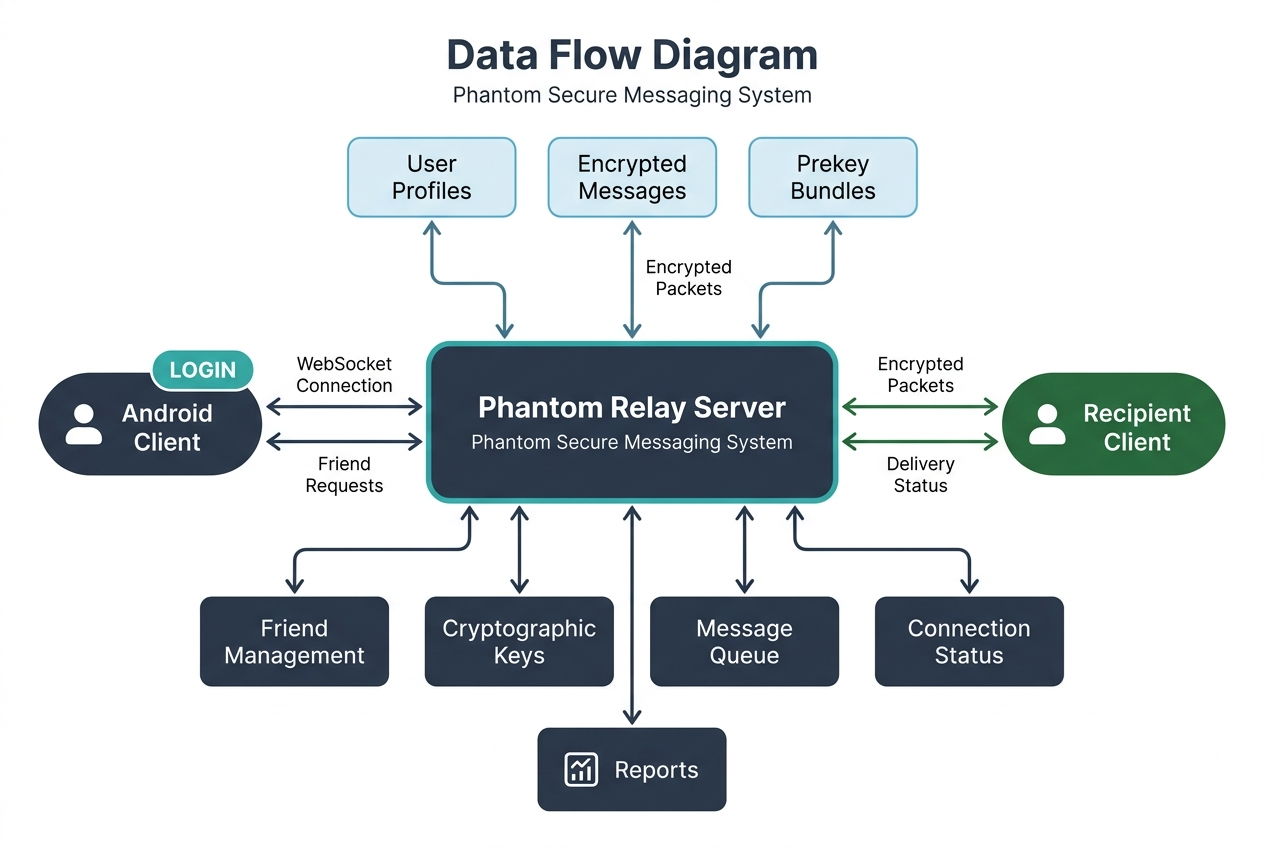 Data Flow Diagram
Phantom Secure Messaging System
User
Profiles
Encrypted
Messages
Prekey
Bundles
Encrypted
Packets
LOGIN
Android
Client
WebSocket
Connection
Friend
Requests
Phantom Relay Server
Phantom Secure Messaging System
Encrypted
Packets
Delivery
Status
Recipient
Client
Friend
Management
Cryptographic
Keys
Message
Queue
Connection
Status
Reports